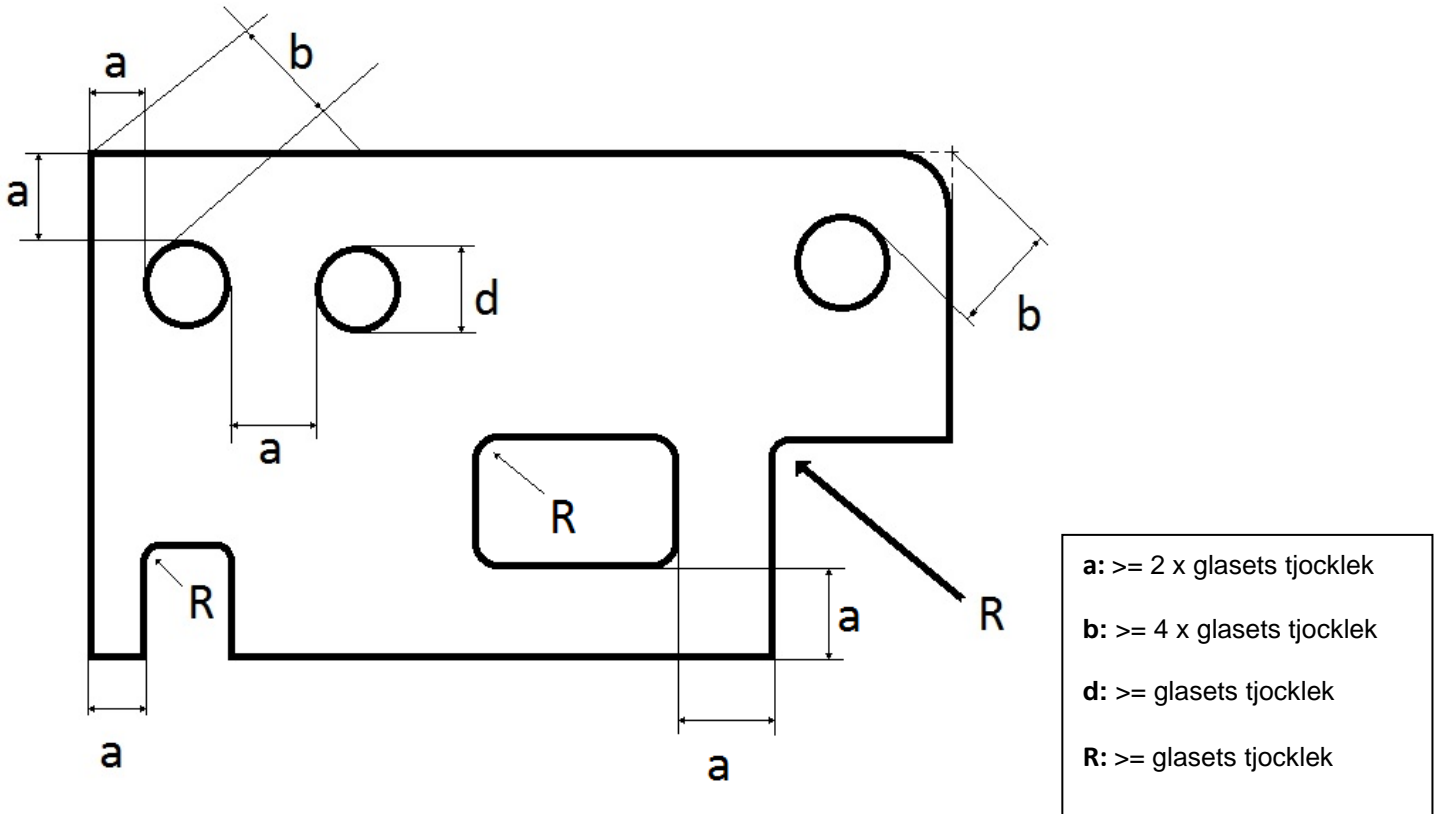 b
a
a
d
b
a
R
R
a
R
a
a
a: >= 2 x glasets tjocklek
b: >= 4 x glasets tjocklek
d: >= glasets tjocklek
R: >= glasets tjocklek